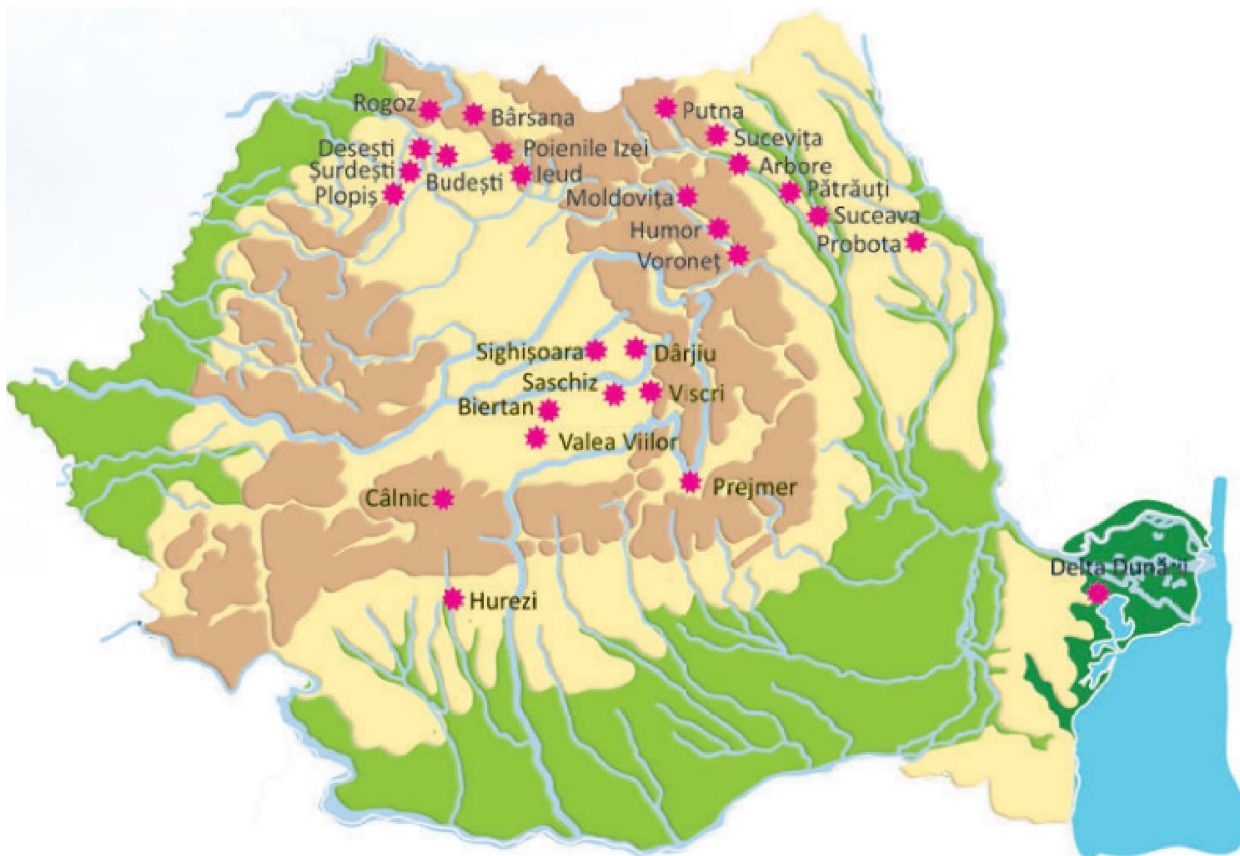 Rogoz
Bârsana
Putna
Sucevița
Desești
Poienile Izei
Arbore
Șurdești
Budești
Ieud
Plopiș
Moldovița
Pătrăuți
Suceava
Humor
Probota
Voroneț
Sighișoara
Dârjiu
Saschiz
Viscri
Biertan
Valea Viilor
Câlnic
Prejmer
Delta Dunării
Hurezi